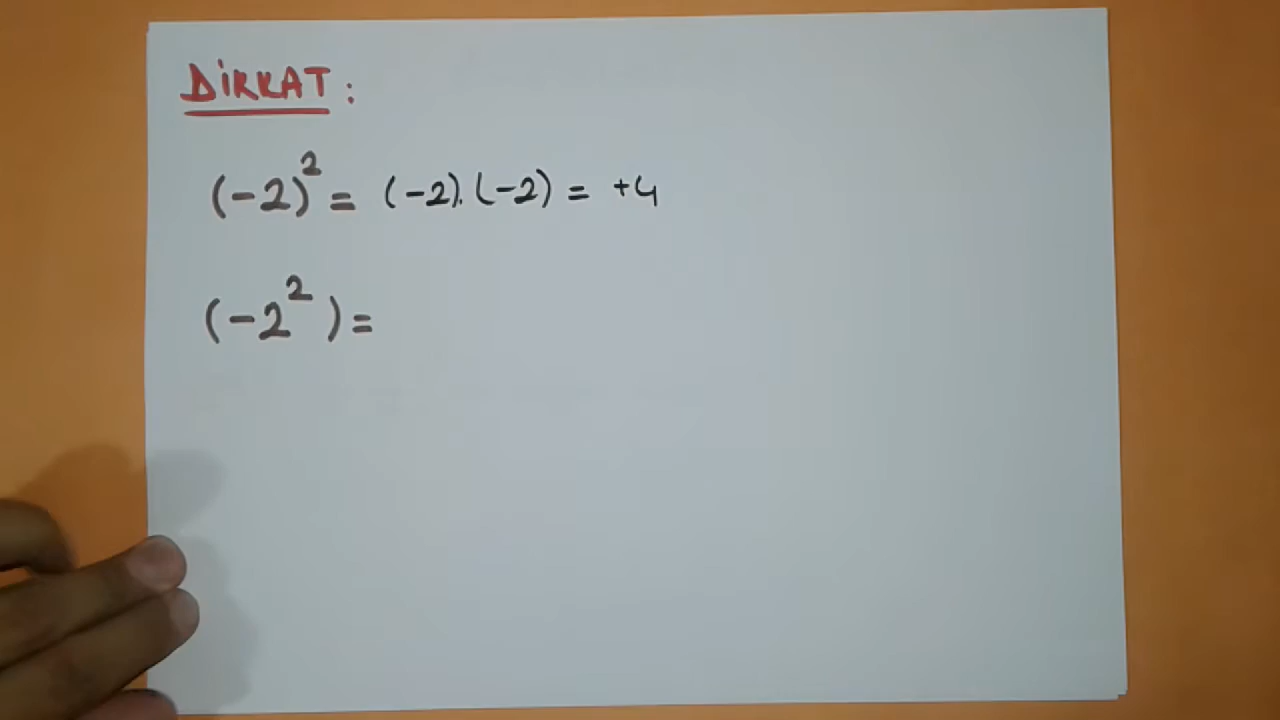 DİKKAT:
(-2)² = (-2).(-2) = +4
(-2²) =